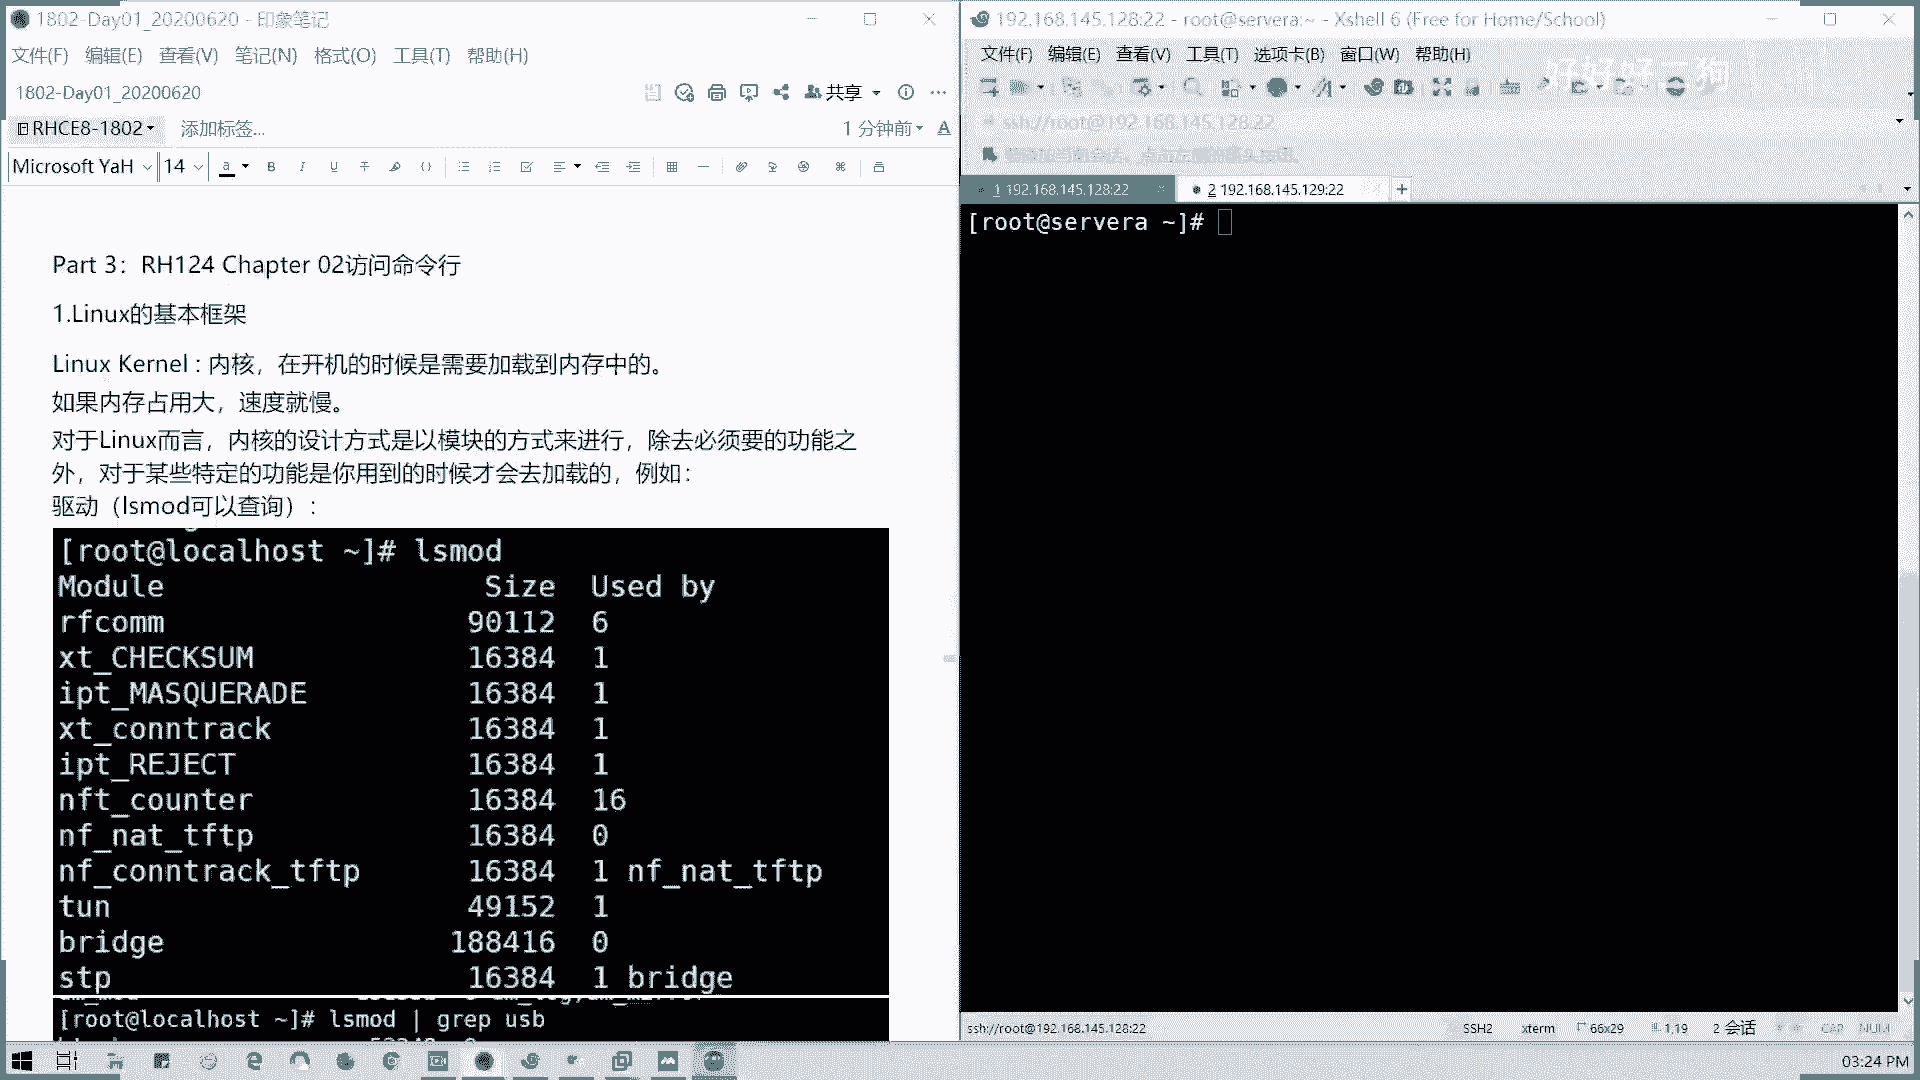 1802-Day01_20200620 - 印象笔记
文件(F) 编辑(E) 查看(V) 笔记(N) 格式(O) 工具(T) 帮助(H)
1802-Day01_20200620
共享
RHCE8-1802
添加标签...
1 分钟前
Microsoft YaH
14
Part 3：RH124 Chapter 02访问命令行
1.Linux的基本框架
Linux Kernel : 内核，在开机的时候是需要加载到内存中的。
如果内存占用大，速度就慢。
对于Linux而言，内核的设计方式是以模块的方式来进行，除去必须要的功能之
外，对于某些特定的功能是你用到的时候才会去加载的，例如：
驱动（lsmod可以查询）：
[root@localhost ~]# lsmod
Module Size Used by
rfcomm 90112 6
xt_CHECKSUM 16384 1
ipt_MASQUERADE 16384 1
xt_conntrack 16384 1
ipt_REJECT 16384 1
nft_counter 16384 16
nf_nat_tftp 16384 0
nf_conntrack_tftp 16384 1 nf_nat_tftp
tun 49152 1
bridge 188416 0
stp 16384 1 bridge
[root@localhost ~]# lsmod | grep usb
192.168.145.128:22 - root@servera:~ - Xshell 6 (Free for Home/School)
文件(F) 编辑(E) 查看(V) 工具(T) 选项卡(B) 窗口(W) 帮助(H)
好好好二狗
ssh://root@192.168.145.128:22
1 192.168.145.128:22
2 192.168.145.129:22
[root@servera ~]#
ssh://root@192.168.145.128:22
SSH2 xterm 66x29 1,19 2 会话 CAP NUM
03:24 PM